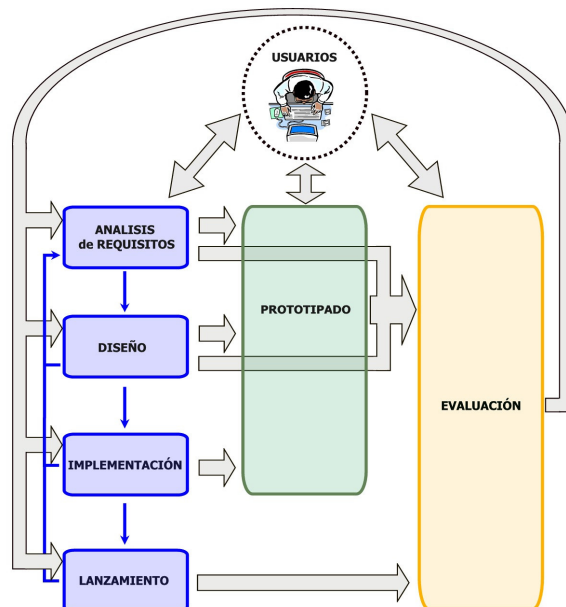 USUARIOS
ANALISIS
de REQUISITOS
PROTOTIPADO
DISEÑO
EVALUACIÓN
IMPLEMENTACIÓN
LANZAMIENTO